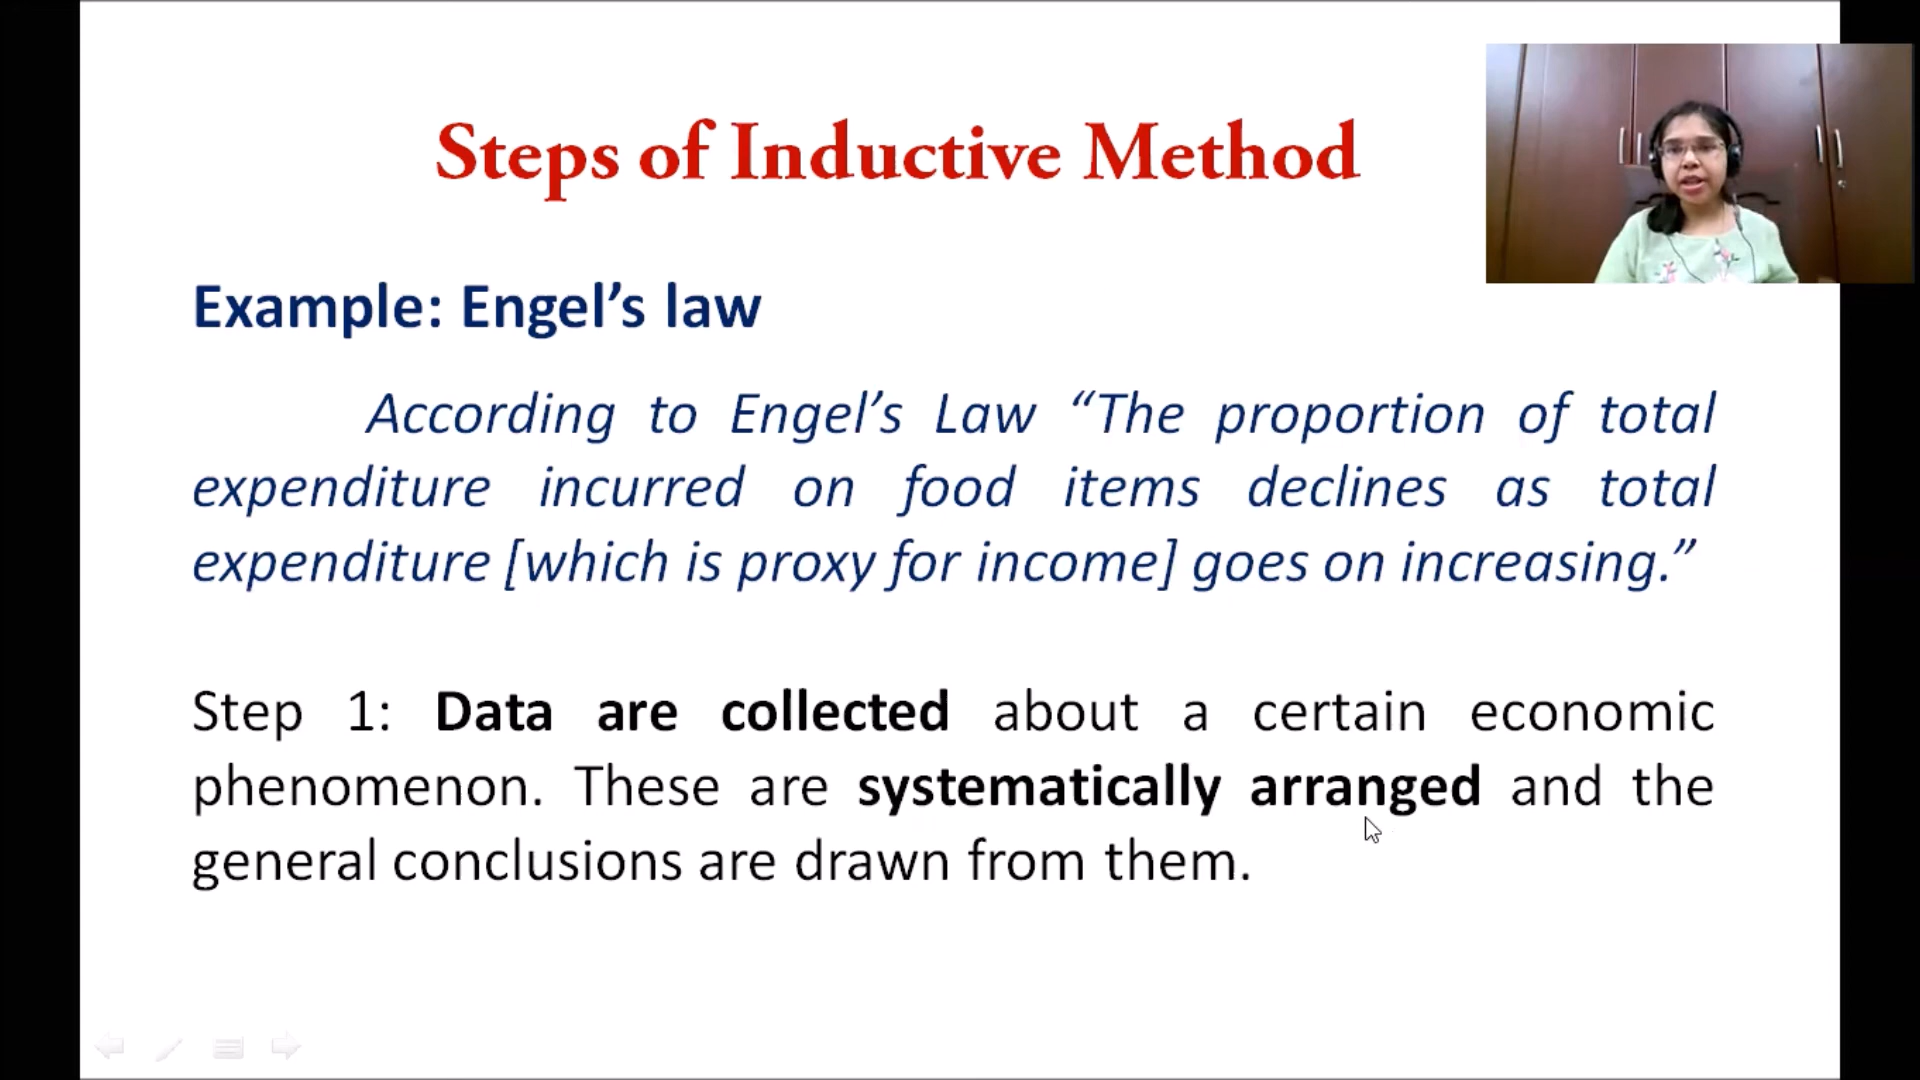 Steps of Inductive Method
Example: Engel’s law
According to Engel’s Law “The proportion of total
expenditure incurred on food items declines as total
expenditure [which is proxy for income] goes on increasing.”
Step 1: Data are collected about a certain economic
phenomenon. These are systematically arranged and the
general conclusions are drawn from them.